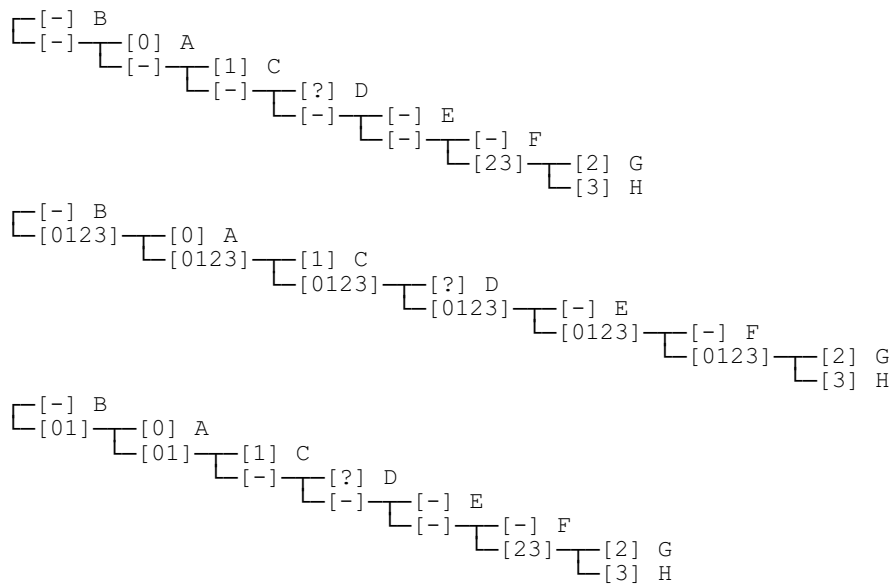 ┌─[-] B
└─[-]─┬─[0] A
      └─[-]─┬─[1] C
            └─[-]─┬─[?] D
                  └─[-]─┬─[-] E
                        └─[-]─┬─[-] F
                              └─[23]─┬─[2] G
                                     └─[3] H
┌─[-] B
└─[0123]─┬─[0] A
         └─[0123]─┬─[1] C
                  └─[0123]─┬─[?] D
                           └─[0123]─┬─[-] E
                                    └─[0123]─┬─[-] F
                                             └─[0123]─┬─[2] G
                                                      └─[3] H
┌─[-] B
└─[01]─┬─[0] A
       └─[01]─┬─[1] C
              └─[-]─┬─[?] D
                    └─[-]─┬─[-] E
                          └─[-]─┬─[-] F
                                └─[23]─┬─[2] G
                                       └─[3] H